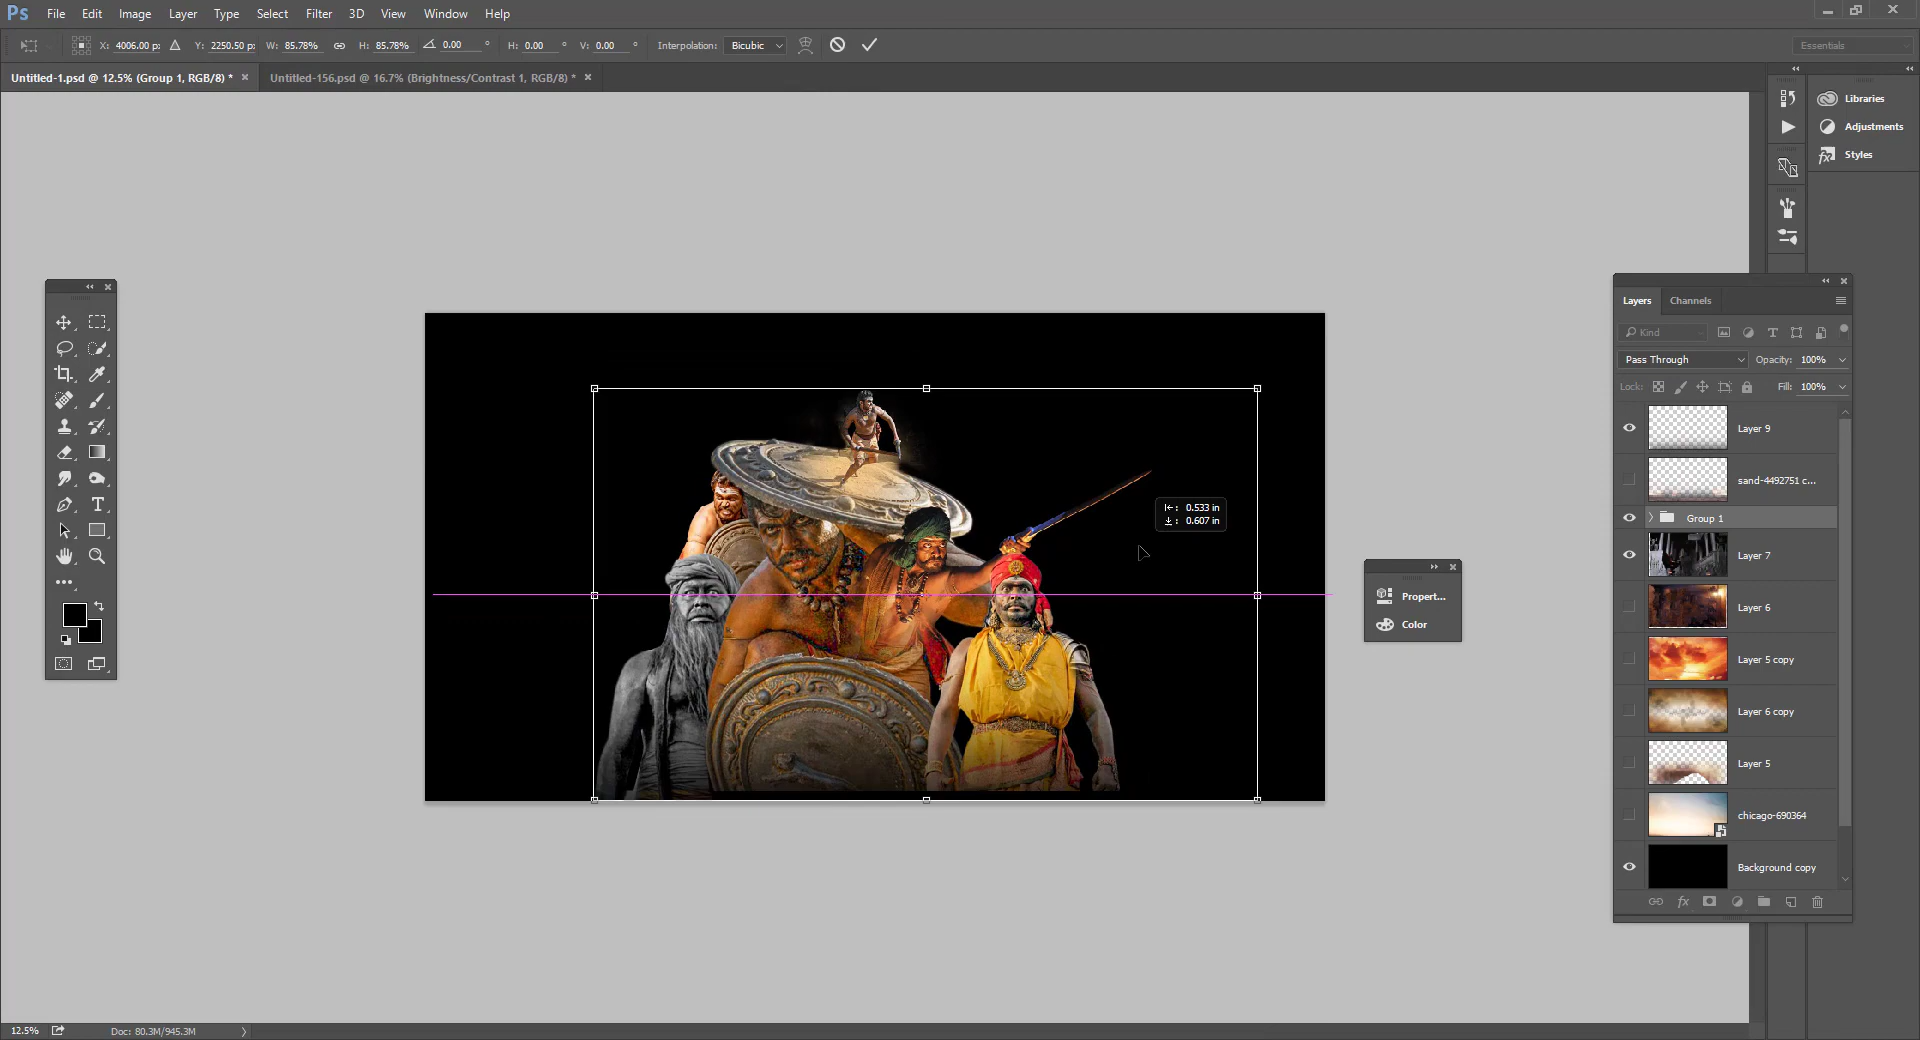 Ps File Edit Image Layer Type Select Filter 3D View Window Help
X: 4006.00 p: Y: 2250.50 p: W: 85.78% H: 85.78% 0.00 ° H: 0.00 ° V: 0.00 ° Interpolation: Bicubic Essentials
Untitled-1.psd @ 12.5% (Group 1, RGB/8) * × Untitled-156.psd @ 16.7% (Brightness/Contrast 1, RGB/8) * ×
Libraries
Adjustments
Styles
Layers Channels
Kind
Pass Through Opacity: 100%
Lock: Fill: 100%
Layer 9
sand-4492751 c...
Group 1
Layer 7
Layer 6
Layer 5 copy
Layer 6 copy
Layer 5
chicago-690364
Background copy
fx
0.533 in
0.607 in
Propert...
Color
12.5% Doc: 80.3M/945.3M